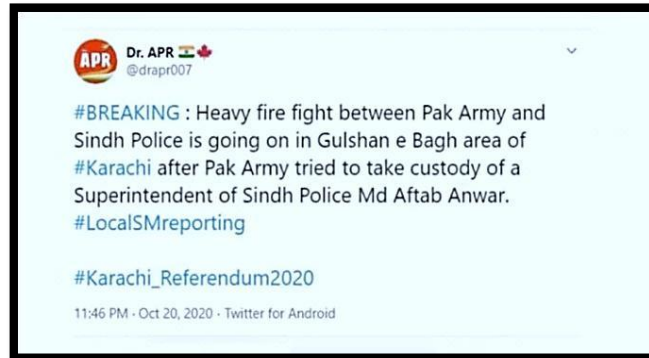 APR
Dr. APR 🇮🇳🍁
@drapr007
#BREAKING : Heavy fire fight between Pak Army and
Sindh Police is going on in Gulshan e Bagh area of
#Karachi after Pak Army tried to take custody of a
Superintendent of Sindh Police Md Aftab Anwar.
#LocalSMreporting
#Karachi_Referendum2020
11:46 PM · Oct 20, 2020 · Twitter for Android